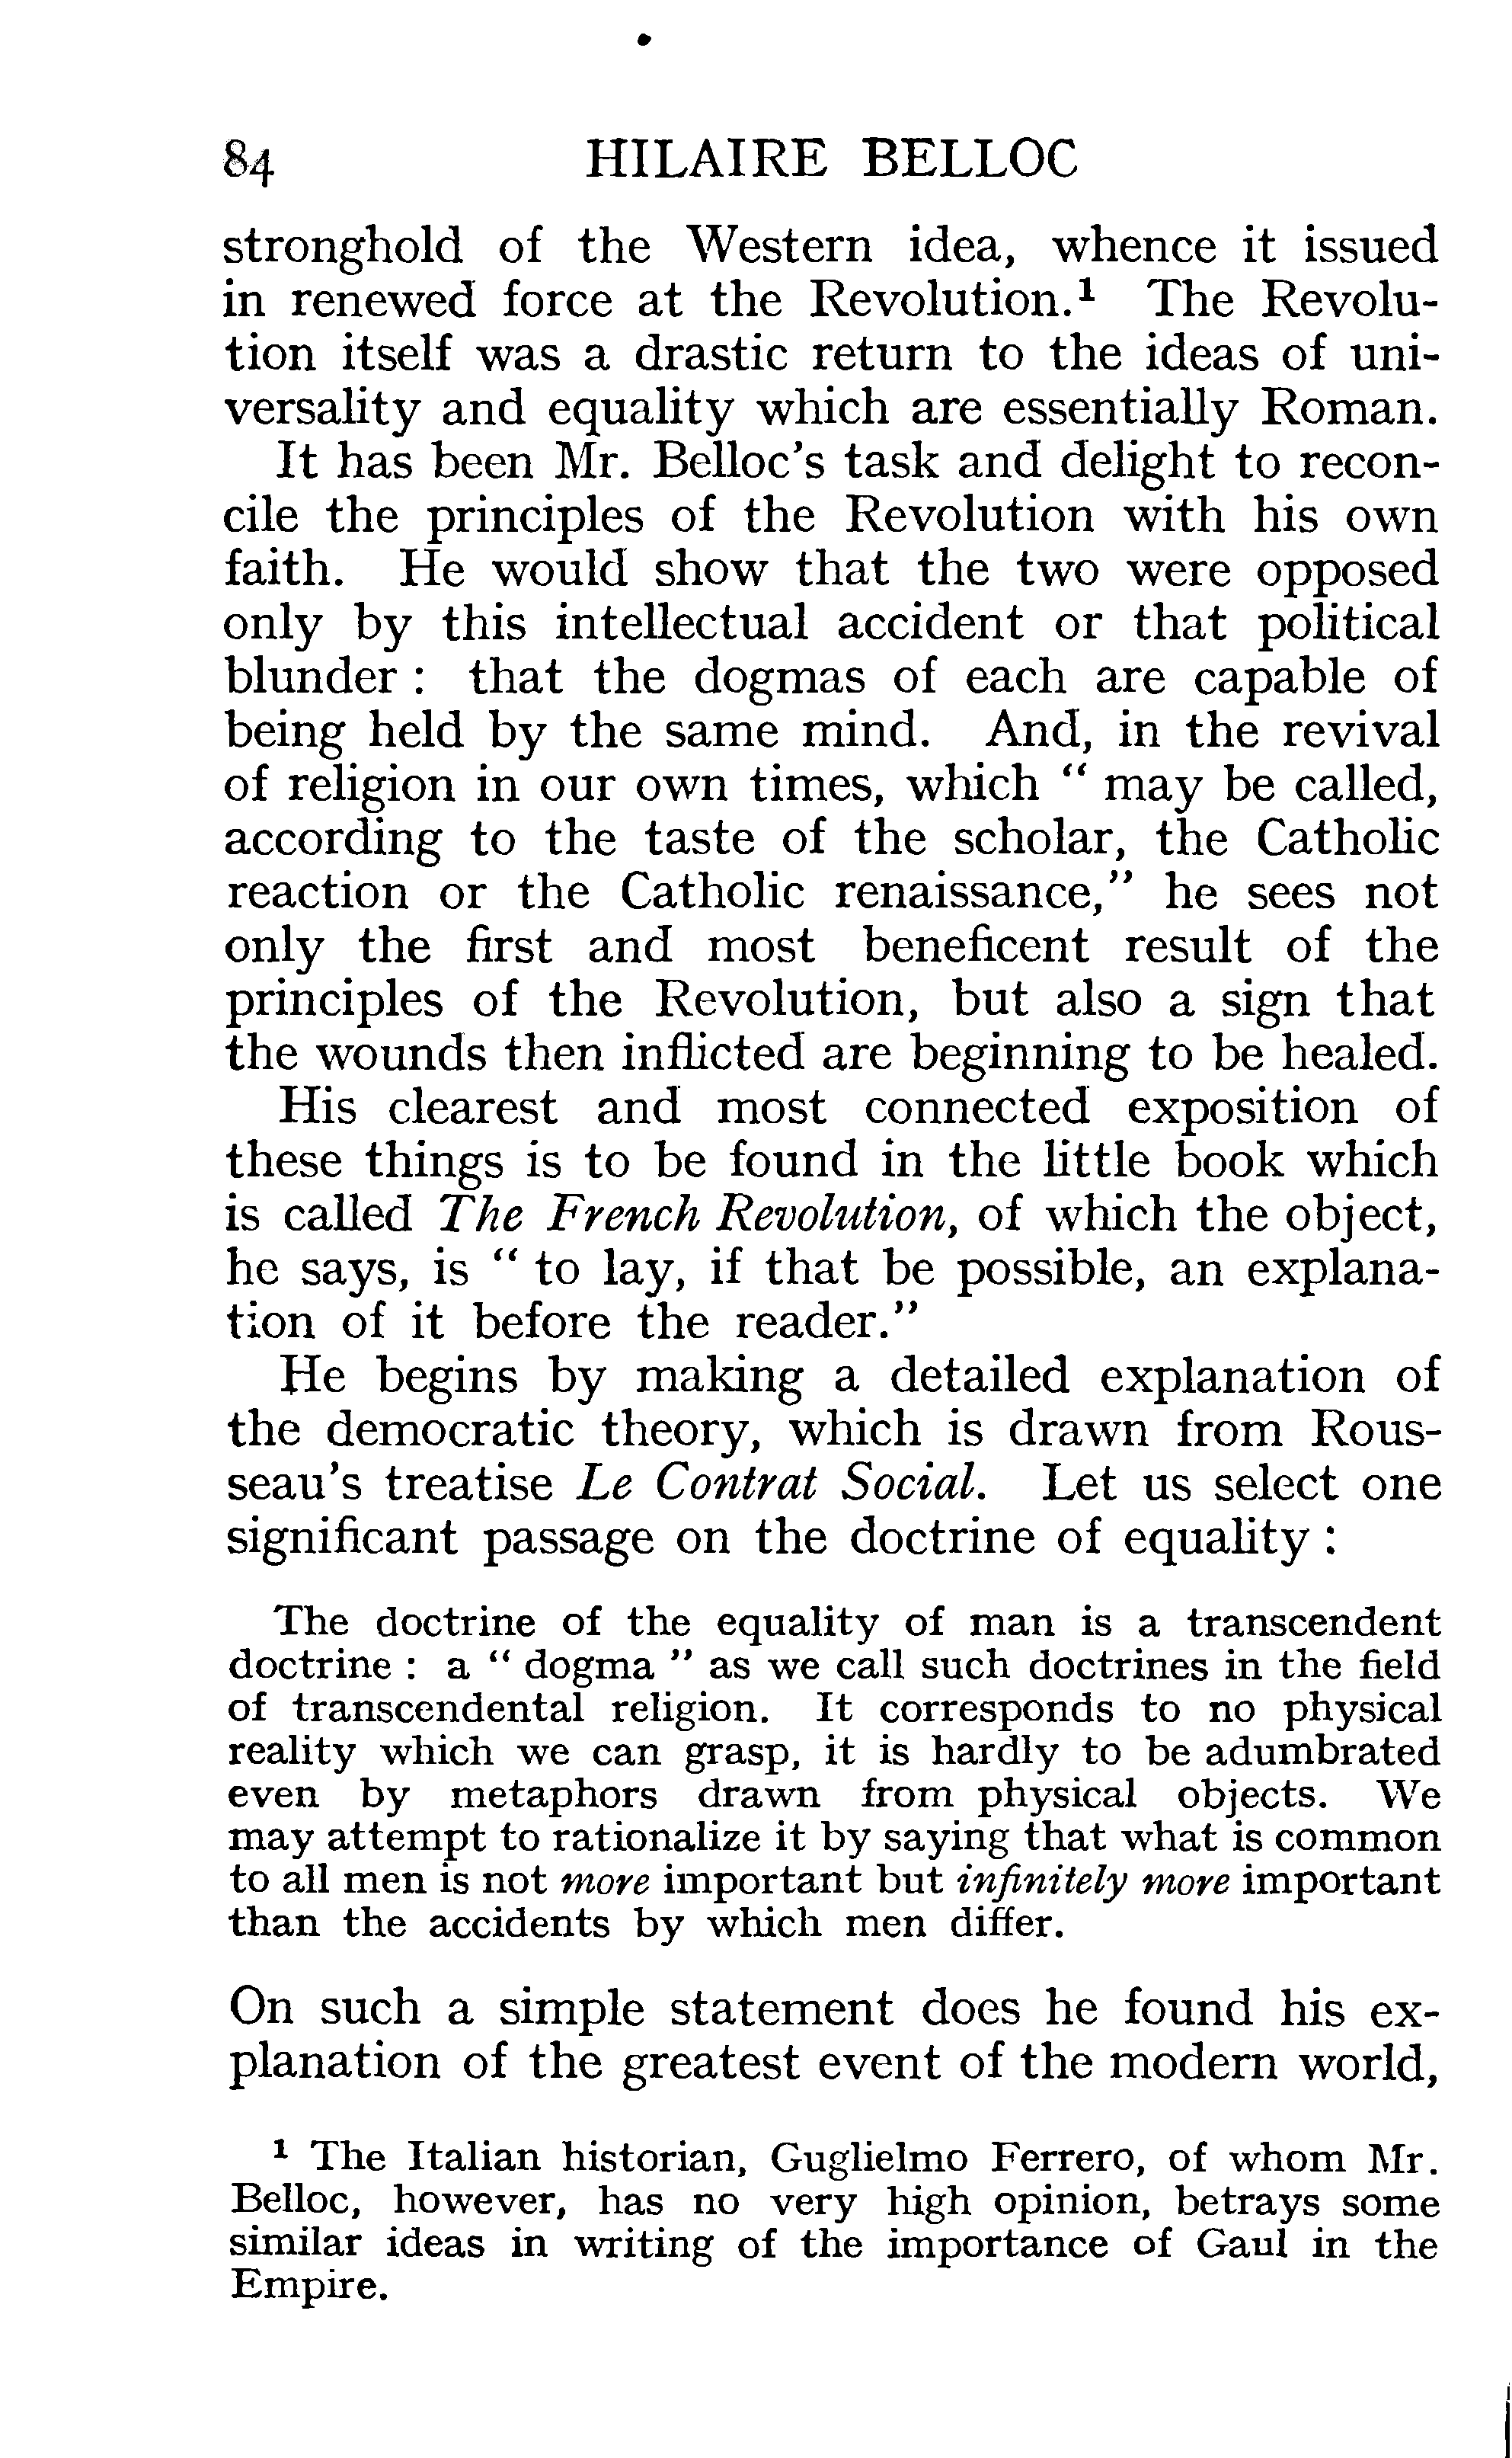 84 HILAIRE BELLOC
stronghold of the Western idea, whence it issued
in renewed force at the Revolution.¹ The Revolu-
tion itself was a drastic return to the ideas of uni-
versality and equality which are essentially Roman.
It has been Mr. Belloc's task and delight to recon-
cile the principles of the Revolution with his own
faith. He would show that the two were opposed
only by this intellectual accident or that political
blunder : that the dogmas of each are capable of
being held by the same mind. And, in the revival
of religion in our own times, which “ may be called,
according to the taste of the scholar, the Catholic
reaction or the Catholic renaissance,” he sees not
only the first and most beneficent result of the
principles of the Revolution, but also a sign that
the wounds then inflicted are beginning to be healed.
His clearest and most connected exposition of
these things is to be found in the little book which
is called The French Revolution, of which the object,
he says, is “ to lay, if that be possible, an explana-
tion of it before the reader.”
He begins by making a detailed explanation of
the democratic theory, which is drawn from Rous-
seau's treatise Le Contrat Social. Let us select one
significant passage on the doctrine of equality :
The doctrine of the equality of man is a transcendent
doctrine : a “ dogma ” as we call such doctrines in the field
of transcendental religion. It corresponds to no physical
reality which we can grasp, it is hardly to be adumbrated
even by metaphors drawn from physical objects. We
may attempt to rationalize it by saying that what is common
to all men is not more important but infinitely more important
than the accidents by which men differ.
On such a simple statement does he found his ex-
planation of the greatest event of the modern world,
¹ The Italian historian, Guglielmo Ferrero, of whom Mr.
Belloc, however, has no very high opinion, betrays some
similar ideas in writing of the importance of Gaul in the
Empire.